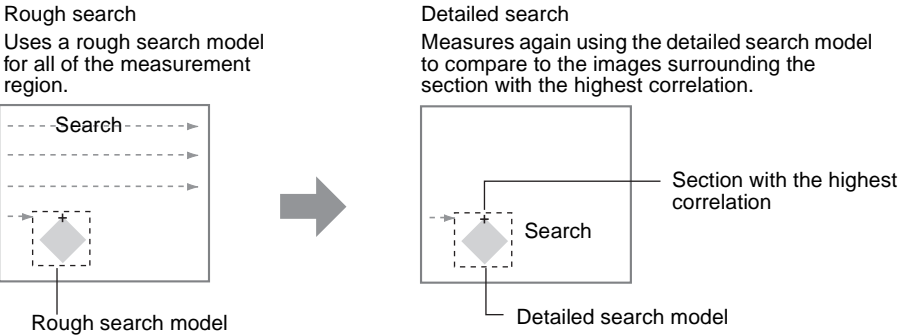 Rough search
Uses a rough search model
for all of the measurement
region.
Search
Rough search model
Detailed search
Measures again using the detailed search model
to compare to the images surrounding the
section with the highest correlation.
Section with the highest
correlation
Search
Detailed search model